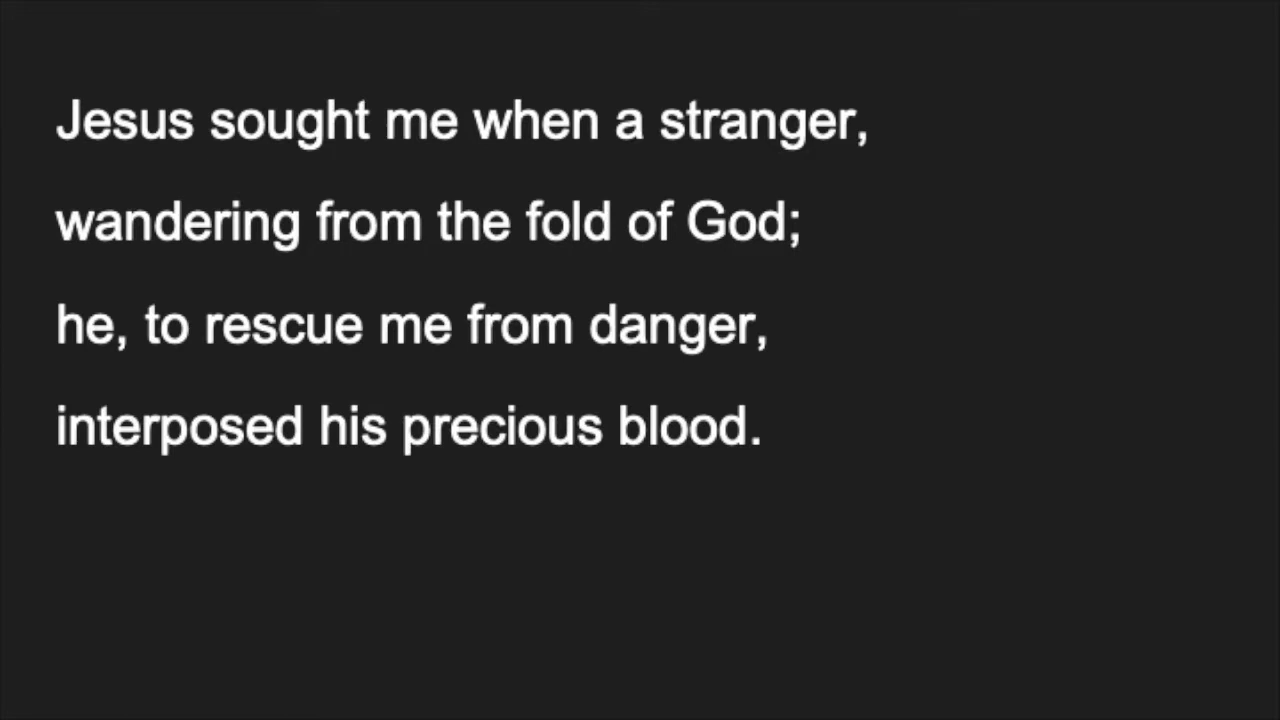 Jesus sought me when a stranger,
wandering from the fold of God;
he, to rescue me from danger,
interposed his precious blood.